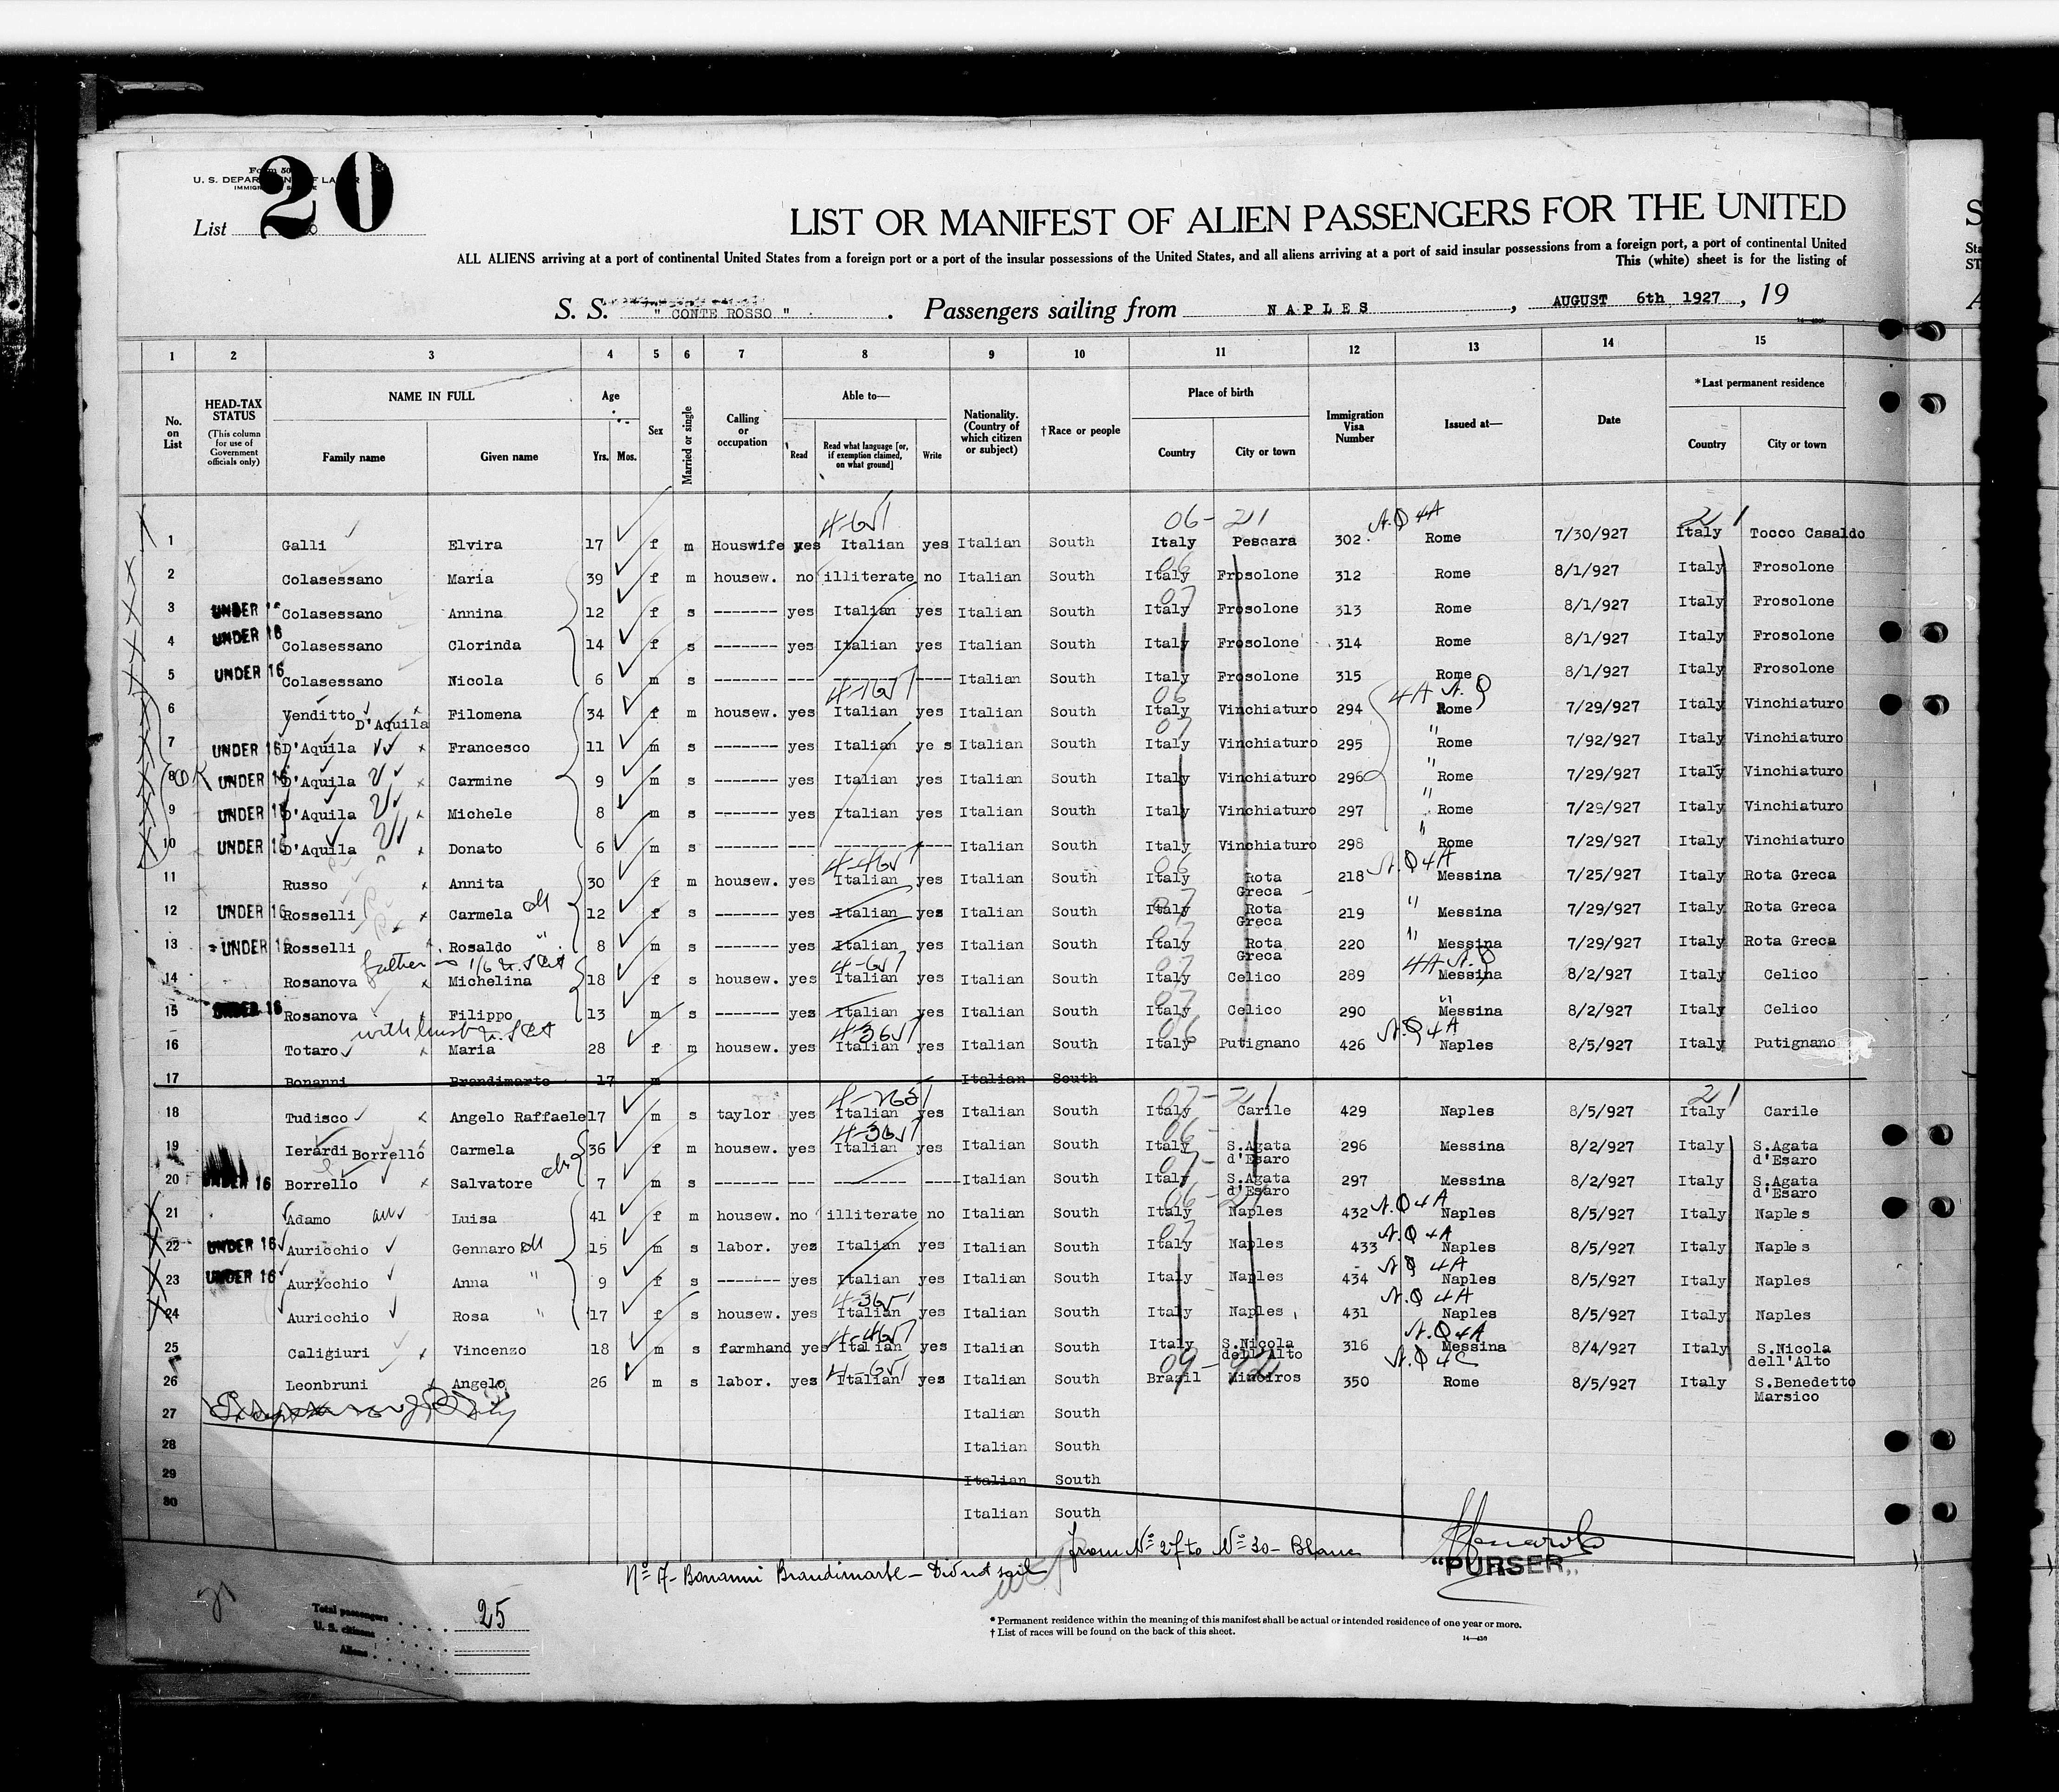 20
U. S. DEPARTMENT OF LABOR
List
LIST OR MANIFEST OF ALIEN PASSENGERS FOR THE UNITED
ALL ALIENS arriving at a port of continental United States from a foreign port or a port of the insular possessions of the United States, and all aliens arriving at a port of said insular possessions from a foreign port, a port of continental United
This (white) sheet is for the listing of
S. S. " CONTE ROSSO " . Passengers sailing from NAPLES , AUGUST 6th 1927 , 19
1 2 3 4 5 6 7 8 9 10 11 12 13 14 15
No. on List
HEAD-TAX STATUS (This column for use of Government officials only)
NAME IN FULL
Family name Given name
Age
Yrs. Mos.
Sex
Married or single
Calling or occupation
Able to—
Read
Read what language [or, if exemption claimed, on what ground]
Write
Nationality. (Country of which citizen or subject)
†Race or people
Place of birth
Country City or town
Immigration Visa Number
Issued at—
Date
*Last permanent residence
Country City or town
1 Galli Elvira 17 f m Houswife yes Italian yes Italian South Italy Pescara 302 Rome 7/30/927 Italy Tocco Casaldo
2 Colasessano Maria 39 f m housew. no illiterate no Italian South Italy Frosolone 312 Rome 8/1/927 Italy Frosolone
3 UNDER 16 Colasessano Annina 12 f s ------- yes Italian yes Italian South Italy Frosolone 313 Rome 8/1/927 Italy Frosolone
4 UNDER 16 Colasessano Clorinda 14 f s ------- yes Italian yes Italian South Italy Frosolone 314 Rome 8/1/927 Italy Frosolone
5 UNDER 16 Colasessano Nicola 6 m s ------- --- ------- ---- Italian South Italy Frosolone 315 Rome 8/1/927 Italy Frosolone
6 Venditto D'Aquila Filomena 34 f m housew. yes Italian yes Italian South Italy Vinchiaturo 294 Rome 7/29/927 Italy Vinchiaturo
7 UNDER 16 D'Aquila Francesco 11 m s ------- yes Italian ye s Italian South Italy Vinchiaturo 295 Rome 7/92/927 Italy Vinchiaturo
8 OK UNDER 16 D'Aquila Carmine 9 m s ------- yes Italian yes Italian South Italy Vinchiaturo 296 Rome 7/29/927 Italy Vinchiaturo
9 UNDER 16 D'Aquila Michele 8 m s ------- yes Italian yes Italian South Italy Vinchiaturo 297 Rome 7/29/927 Italy Vinchiaturo
10 UNDER 16 D'Aquila Donato 6 m s ------- --- ------- ---- Italian South Italy Vinchiaturo 298 Rome 7/29/927 Italy Vinchiaturo
11 Russo Annita 30 f m housew. yes Italian yes Italian South Italy Rota Greca 218 Messina 7/25/927 Italy Rota Greca
12 UNDER 16 Rosselli Carmela 12 f s ------- yes Italian yes Italian South Italy Rota Greca 219 Messina 7/29/927 Italy Rota Greca
13 UNDER 16 Rosselli Rosaldo 8 m s ------- yes Italian yes Italian South Italy Rota Greca 220 Messina 7/29/927 Italy Rota Greca
father
14 Rosanova Michelina 18 f s housew. yes Italian yes Italian South Italy Celico 289 Messina 8/2/927 Italy Celico
15 UNDER 16 Rosanova Filippo 13 m s ------- yes Italian yes Italian South Italy Celico 290 Messina 8/2/927 Italy Celico
16 Totaro Maria 28 f m housew. yes Italian yes Italian South Italy Putignano 426 Naples 8/5/927 Italy Putignano
17 Bonanni Brandimarte 17 m Italian South
18 Tudisco Angelo Raffaele 17 m s taylor yes Italian yes Italian South Italy Carile 429 Naples 8/5/927 Italy Carile
19 Ierardi Borrello Carmela 36 f m housew. yes Italian yes Italian South Italy S.Agata d'Esaro 296 Messina 8/2/927 Italy S.Agata d'Esaro
20 UNDER 16 Borrello Salvatore 7 m s ------- --- ------- ---- Italian South Italy S.Agata d'Esaro 297 Messina 8/2/927 Italy S.Agata d'Esaro
21 Adamo Luisa 41 f m housew. no illiterate no Italian South Italy Naples 432 Naples 8/5/927 Italy Naples
22 UNDER 16 Auricchio Gennaro 15 m s labor. yes Italian yes Italian South Italy Naples 433 Naples 8/5/927 Italy Naples
23 UNDER 16 Auricchio Anna 9 f s ------- yes Italian yes Italian South Italy Naples 434 Naples 8/5/927 Italy Naples
24 Auricchio Rosa 17 f s housew. yes Italian yes Italian South Italy Naples 431 Naples 8/5/927 Italy Naples
25 Caligiuri Vincenzo 18 m s farmhand yes Italian yes Italian South Italy S.Nicola dell'Alto 316 Messina 8/4/927 Italy S.Nicola dell'Alto
26 Leonbruni Angelo 26 m s labor. yes Italian yes Italian South Brazil Mineiros 350 Rome 8/5/927 Italy S.Benedetto Marsico
27 Italian South
28 Italian South
29 Italian South
30 Italian South
from Nº 27 to Nº 30 - Blanc
Nº 17- Bonanni Brandimarte - Did not sail
"PURSER"
Total passengers 25
U. S. citizens
Aliens
* Permanent residence within the meaning of this manifest shall be actual or intended residence of one year or more.
† List of races will be found on the back of this sheet.
14—430